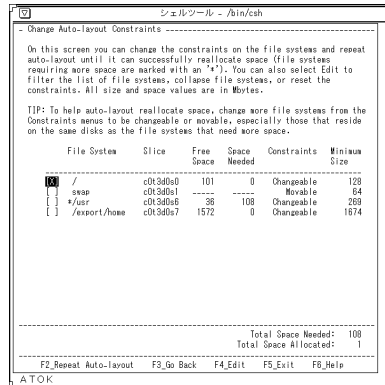 シェルツール - /bin/csh
- Change Auto-layout Constraints
On this screen you can change the constraints on the file systems and repeat
auto-layout until it can successfully reallocate space (file systems
requiring more space are marked with an '*'). You can also select Edit to
filter the list of file systems, collapse file systems, or reset the
constraints. All size and space values are in Mbytes.
TIP: To help auto-layout reallocate space, change more file systems from the
Constraints menus to be changeable or movable, especially those that reside
on the same disks as the file systems that need more space.
File System Slice Free Space Constraints Minimum
Space Needed Size
[X] / c0t3d0s0 101 0 Changeable 128
[ ] swap c0t3d0s1 ----- ----- Movable 64
[ ] */usr c0t3d0s6 36 108 Changeable 269
[ ] /export/home c0t3d0s7 1572 0 Changeable 1674
Total Space Needed: 108
Total Space Allocated: 1
F2_Repeat Auto-layout F3_Go Back F4_Edit F5_Exit F6_Help
ATOK